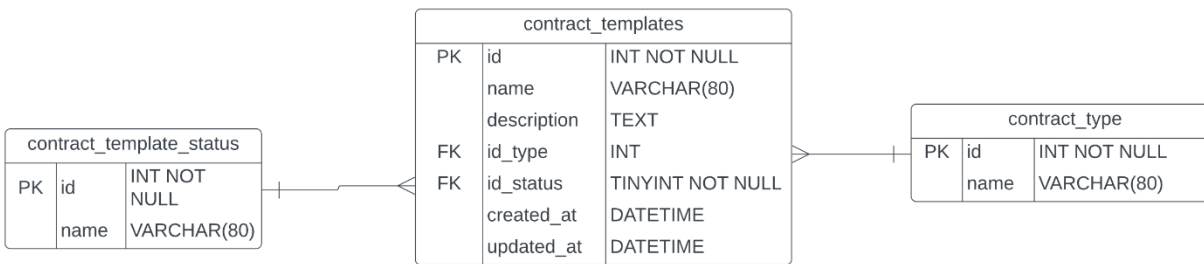 contract_templates
PK id INT NOT NULL
name VARCHAR(80)
description TEXT
FK id_type INT
FK id_status TINYINT NOT NULL
created_at DATETIME
updated_at DATETIME
contract_template_status
PK id INT NOT
NULL
name VARCHAR(80)
contract_type
PK id INT NOT NULL
name VARCHAR(80)